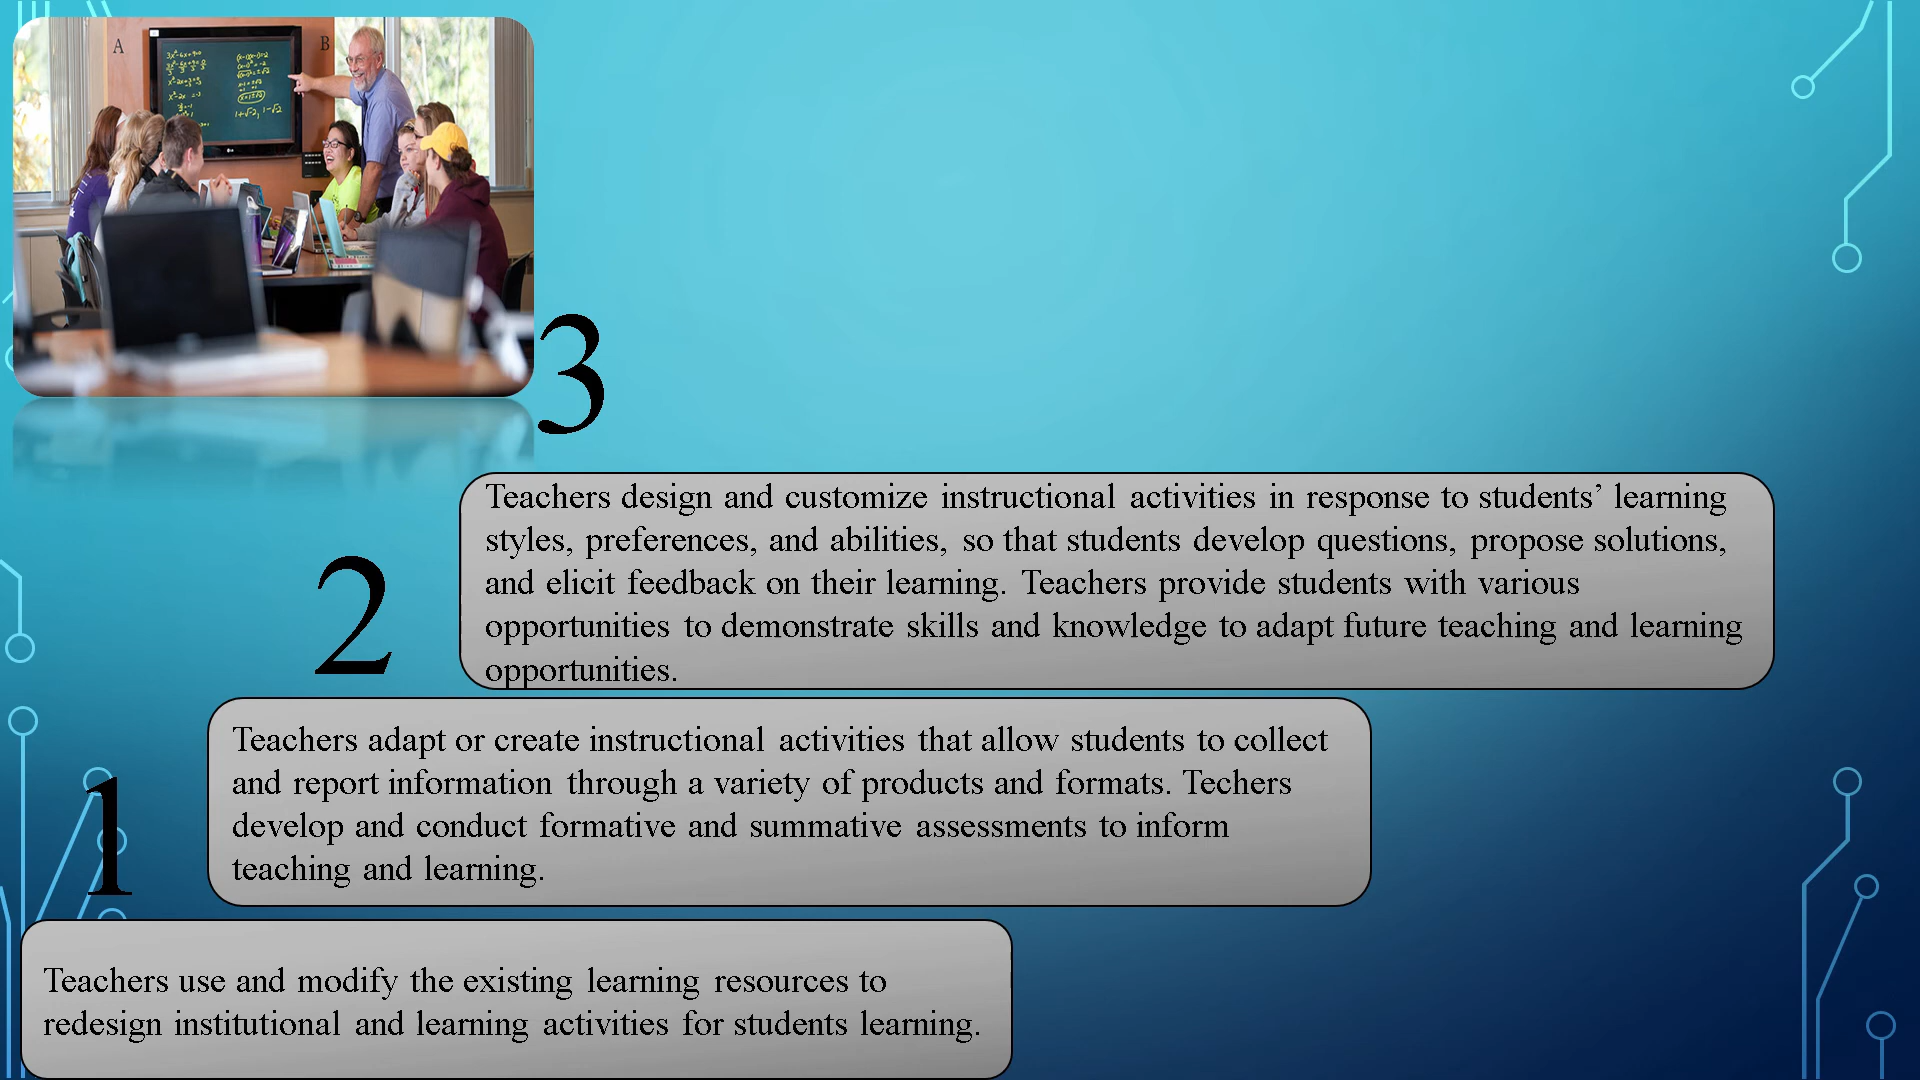 A
B
3
Teachers design and customize instructional activities in response to students’ learning
styles, preferences, and abilities, so that students develop questions, propose solutions,
and elicit feedback on their learning. Teachers provide students with various
opportunities to demonstrate skills and knowledge to adapt future teaching and learning
opportunities.
2
Teachers adapt or create instructional activities that allow students to collect
and report information through a variety of products and formats. Techers
develop and conduct formative and summative assessments to inform
teaching and learning.
1
Teachers use and modify the existing learning resources to
redesign institutional and learning activities for students learning.